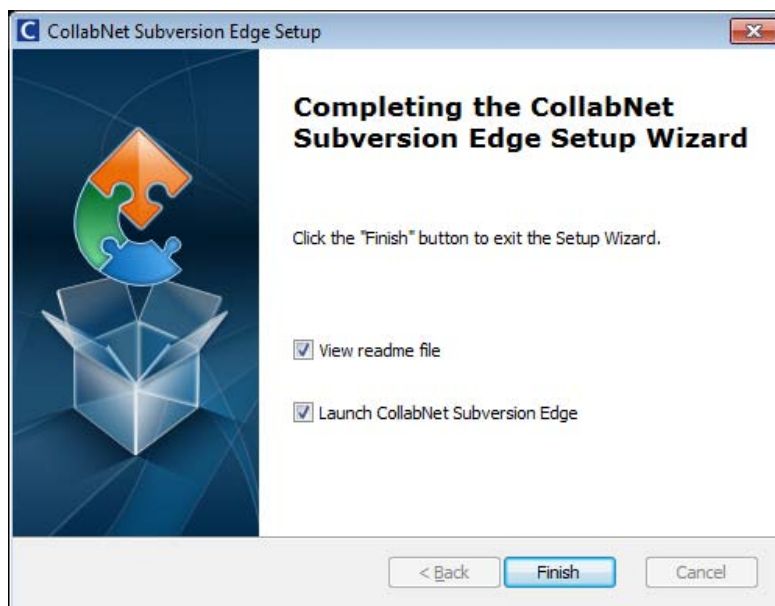 CollabNet Subversion Edge Setup
Completing the CollabNet
Subversion Edge Setup Wizard
Click the "Finish" button to exit the Setup Wizard.
View readme file
Launch CollabNet Subversion Edge
< Back
Finish
Cancel